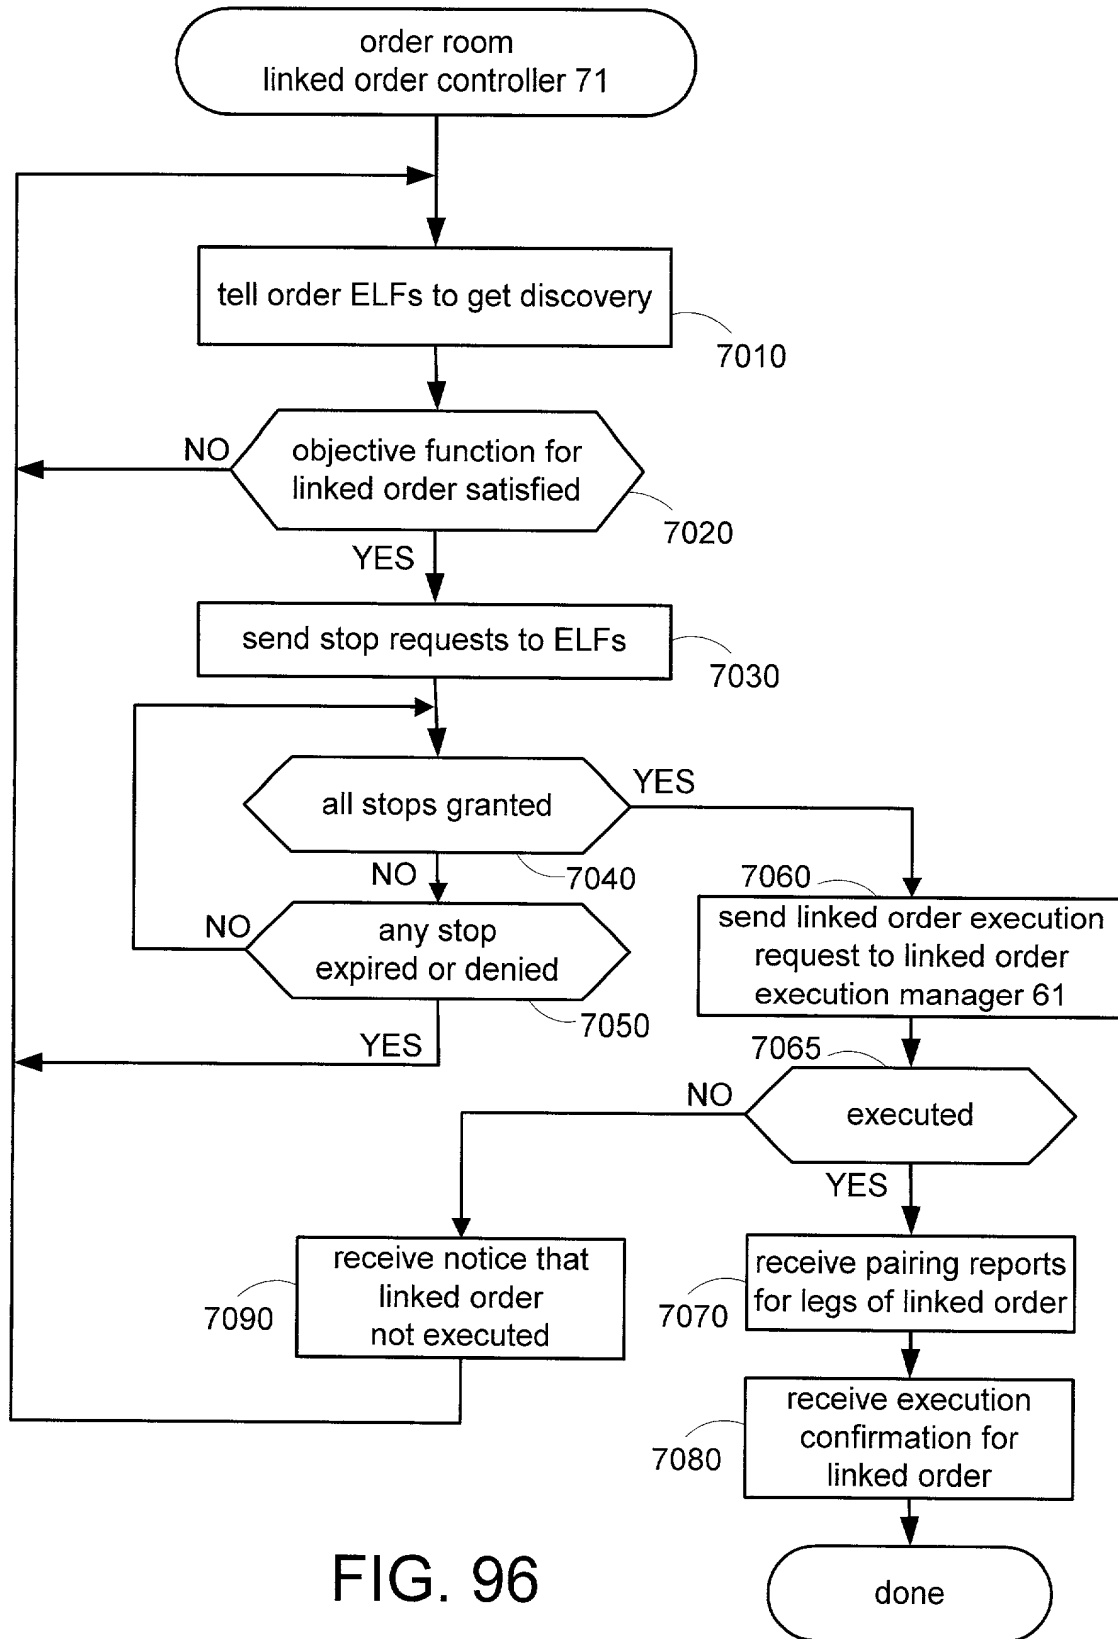 order room
linked order controller 71
tell order ELFs to get discovery
7010
NO
objective function for
linked order satisfied
7020
YES
send stop requests to ELFs
7030
all stops granted
YES
7040
NO
7060
send linked order execution
request to linked order
execution manager 61
NO
any stop
expired or denied
7050
YES
7065
NO
executed
YES
receive notice that
linked order
not executed
7090
receive pairing reports
for legs of linked order
7070
receive execution
confirmation for
linked order
7080
done
FIG. 96